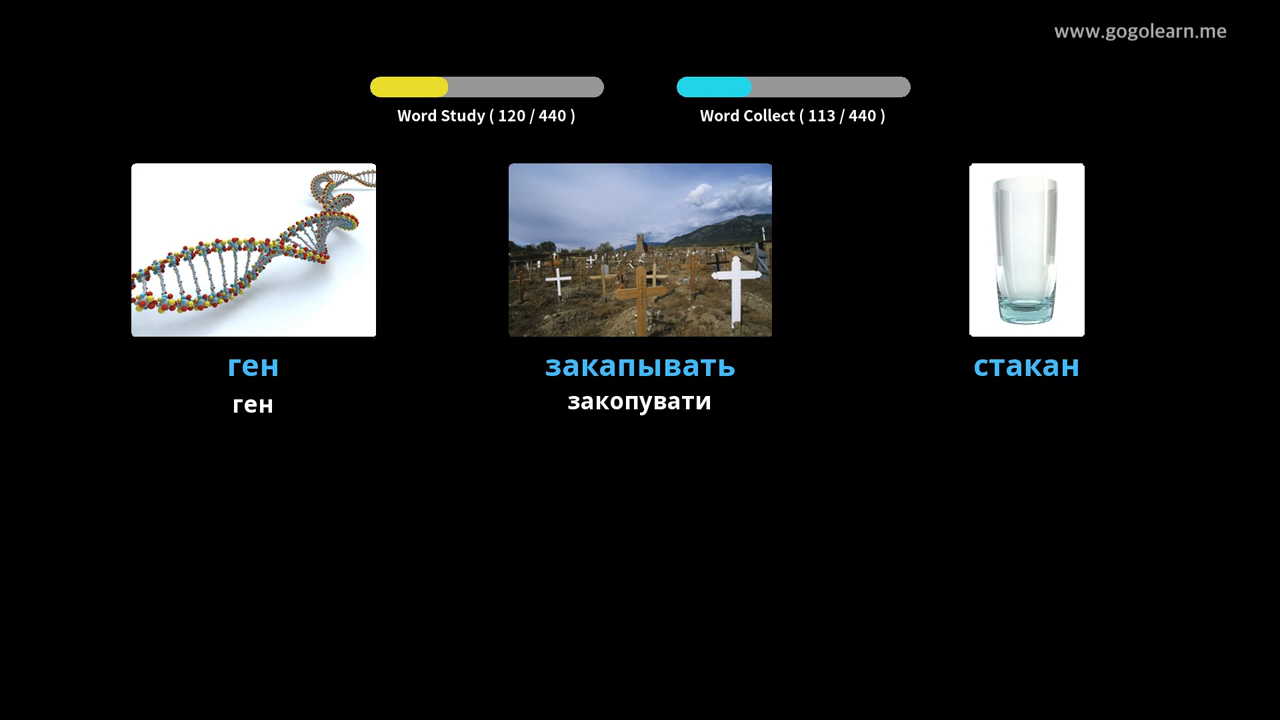 www.gogolearn.me
Word Study ( 120 / 440 )
Word Collect ( 113 / 440 )
ген
закапывать
стакан
ген
закопувати